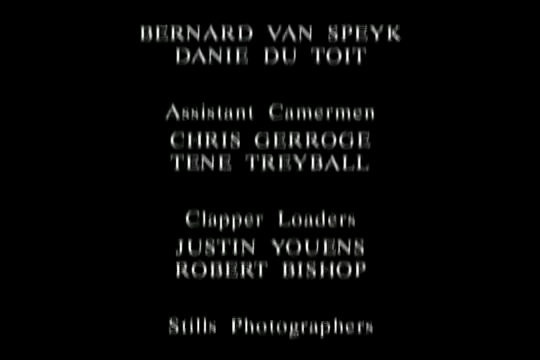 BERNARD VAN SPEYK
DANIE DU TOIT
Assistant Camermen
CHRIS GERROGE
TENE TREYBALL
Clapper Loaders
JUSTIN YOUENS
ROBERT BISHOP
Stills Photographers